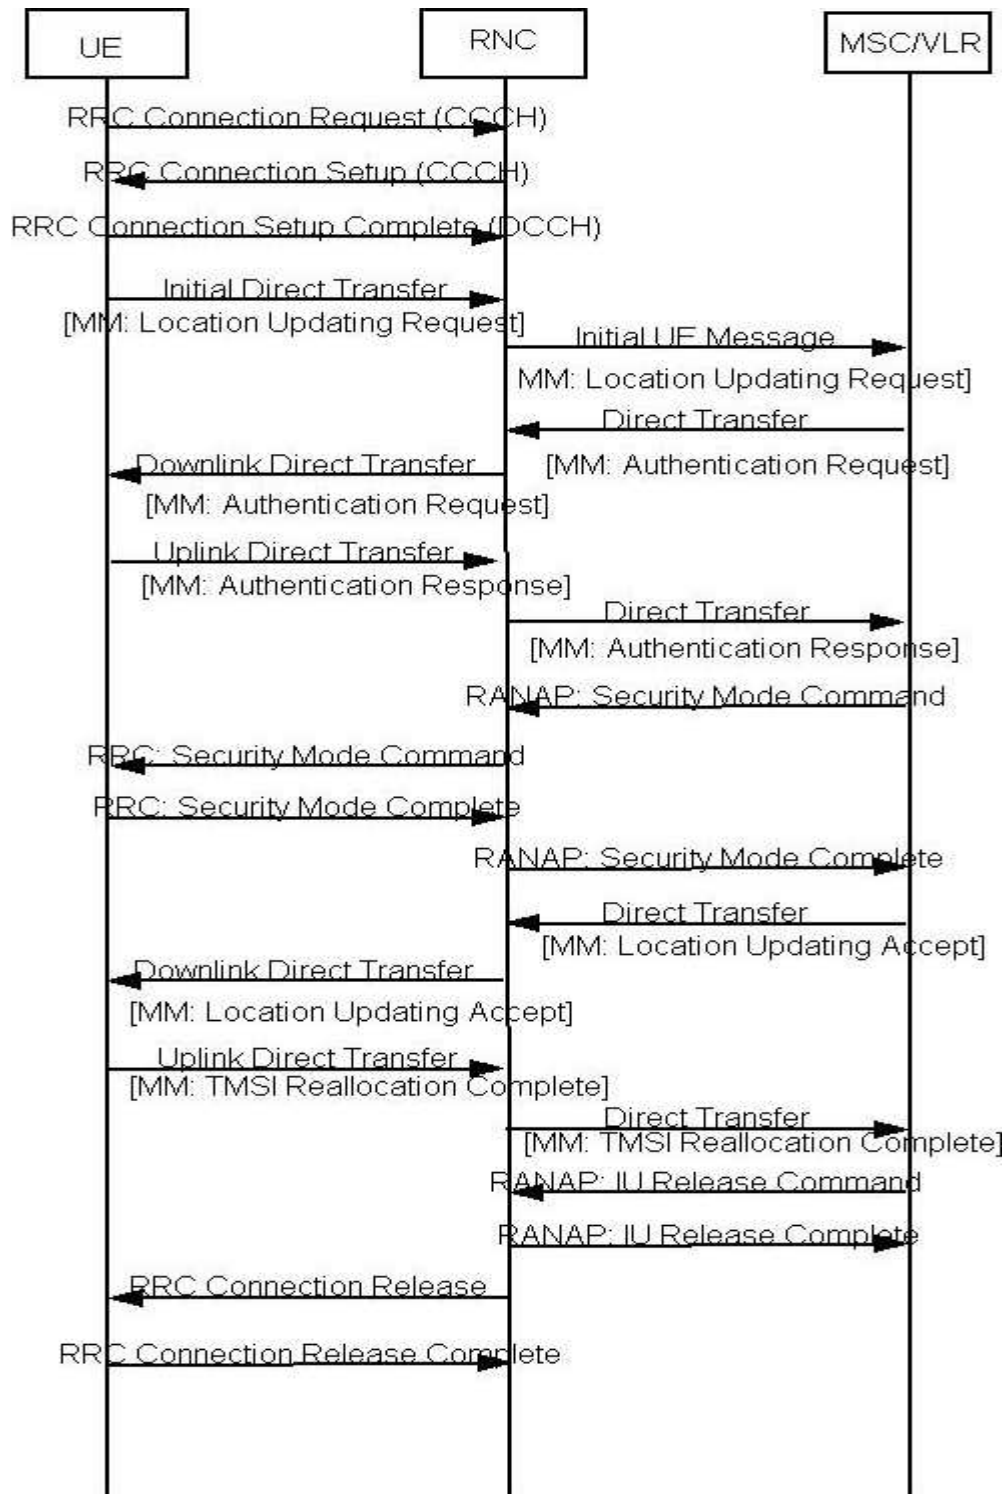 UE
RNC
MSC/VLR
RRC Connection Request (CCCH)
RRC Connection Setup (CCCH)
RRC Connection Setup Complete (DCCH)
Initial Direct Transfer
[MM: Location Updating Request]
Initial UE Message
MM: Location Updating Request]
Direct Transfer
[MM: Authentication Request]
Downlink Direct Transfer
[MM: Authentication Request]
Uplink Direct Transfer
[MM: Authentication Response]
Direct Transfer
[MM: Authentication Response]
RANAP: Security Mode Command
RRC: Security Mode Command
RRC: Security Mode Complete
RANAP: Security Mode Complete
Direct Transfer
[MM: Location Updating Accept]
Downlink Direct Transfer
[MM: Location Updating Accept]
Uplink Direct Transfer
[MM: TMSI Reallocation Complete]
Direct Transfer
[MM: TMSI Reallocation Complete]
RANAP: IU Release Command
RANAP: IU Release Complete
RRC Connection Release
RRC Connection Release Complete